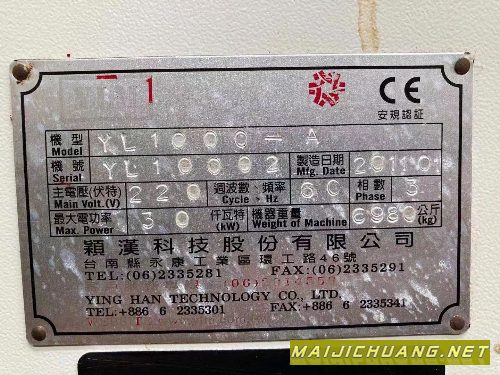 1
CE
安規認証
機型 Model YL1000-A
機號 Serial YL10002 製造日期 Mfg. Date 2011 01
主電壓(伏特) Main Volt.(V) 220 週波數/頻率 Cycle、Hz 60 相數 Phase 3
最大電功率 Max. Power 30 仟瓦特 (kW) 機器重量 Weight of Machine 6980 公斤 (kg)
穎漢科技股份有限公司
台南縣永康工業區環工路46號
TEL:(06)2335281 FAX:(06)2335291
YING HAN TECHNOLOGY CO., LTD.
TEL:+886 6 2335301 FAX:+886 6 2335341
MAIJICHUANG.NET